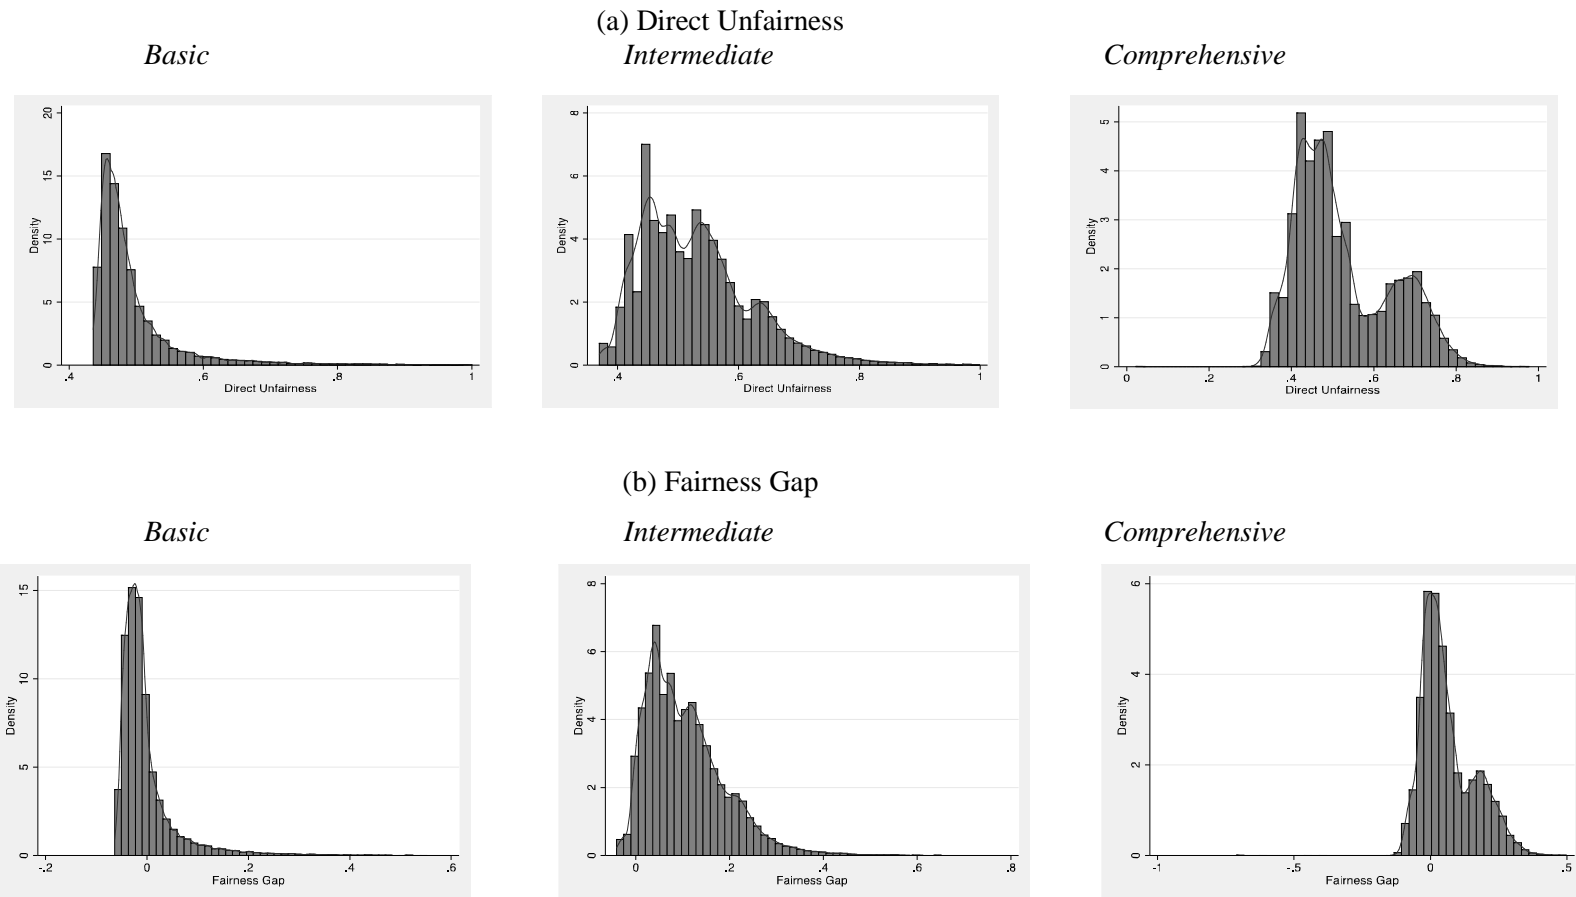 (a) Direct Unfairness
Basic Intermediate Comprehensive
20
15
10
5
0
Density
.4 .6 .8 1
Direct Unfairness
8
6
4
2
0
Density
.4 .6 .8 1
Direct Unfairness
5
4
3
2
1
0
Density
0 .2 .4 .6 .8 1
Direct Unfairness
(b) Fairness Gap
Basic Intermediate Comprehensive
15
10
5
0
Density
-.2 0 .2 .4 .6
Fairness Gap
8
6
4
2
0
Density
0 .2 .4 .6 .8
Fairness Gap
6
4
2
0
Density
-1 -.5 0 .5
Fairness Gap